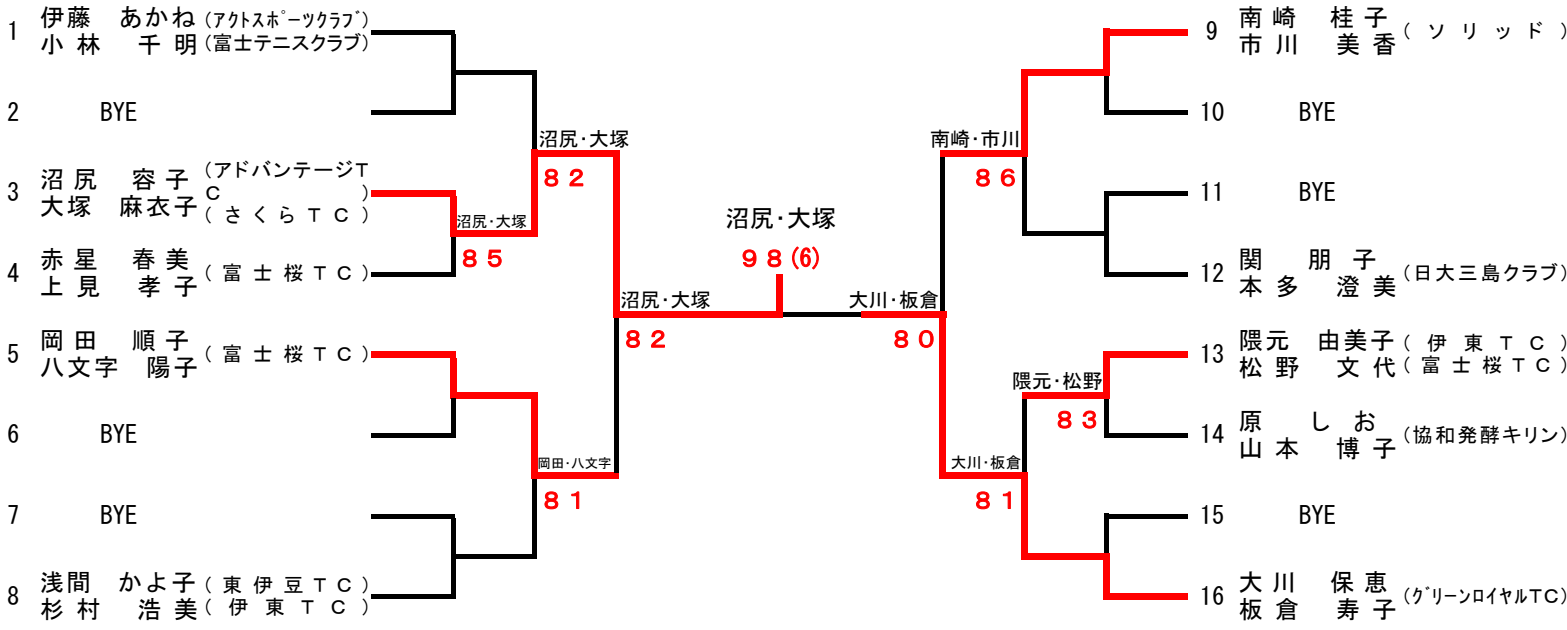 1 伊藤 あかね (アクトスポーツクラブ)
小林 千明 (富士テニスクラブ)
2 BYE
3 沼尻 容子 (アドバンテージTC)
大塚 麻衣子 (さくらTC)
4 赤星 春美
上見 孝子 (富士桜TC)
5 岡田 順子
八文字 陽子 (富士桜TC)
6 BYE
7 BYE
8 浅間 かよ子 (東伊豆TC)
杉村 浩美 (伊東TC)
沼尻・大塚
85
沼尻・大塚
82
岡田・八文字
81
沼尻・大塚
82
沼尻・大塚
98(6)
大川・板倉
80
南崎・市川
86
大川・板倉
81
隈元・松野
83
9 南崎 桂子
市川 美香 (ソリッド)
10 BYE
11 BYE
12 関 朋子
本多 澄美 (日大三島クラブ)
13 隈元 由美子 (伊東TC)
松野 文代 (富士桜TC)
14 原 しお
山本 博子 (協和発酵キリン)
15 BYE
16 大川 保恵
板倉 寿子 (グリーンロイヤルTC)